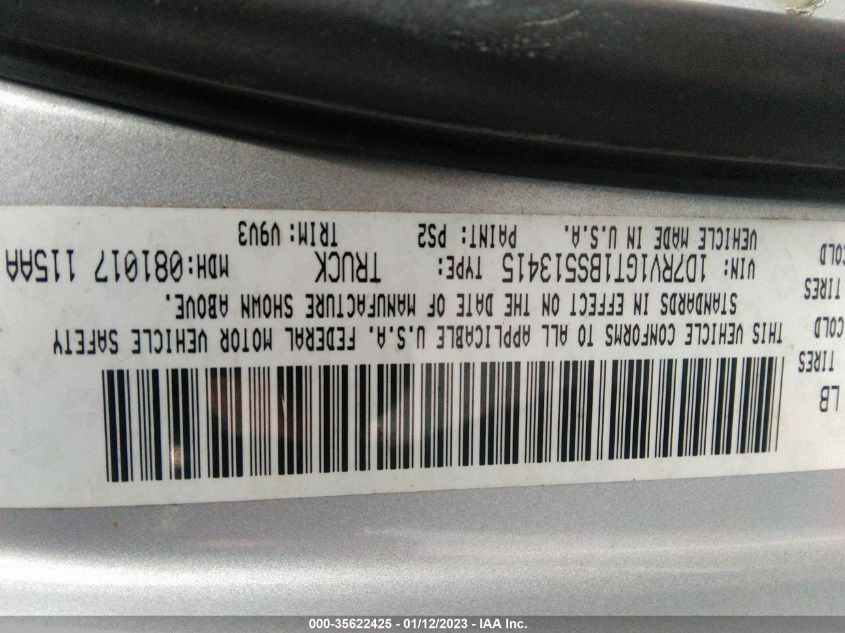 LB
TIRES
COLD
TIRES
COLD
THIS VEHICLE CONFORMS TO ALL APPLICABLE U.S.A. FEDERAL MOTOR VEHICLE SAFETY
STANDARDS IN EFFECT ON THE DATE OF MANUFACTURE SHOWN ABOVE.
VIN: 1D7RV1GT1BS513415 TYPE: TRUCK MDH:081017 115AA
VEHICLE MADE IN U.S.A. PAINT: PS2 TRIM: V9V3
000-35622425 - 01/12/2023 - IAA Inc.